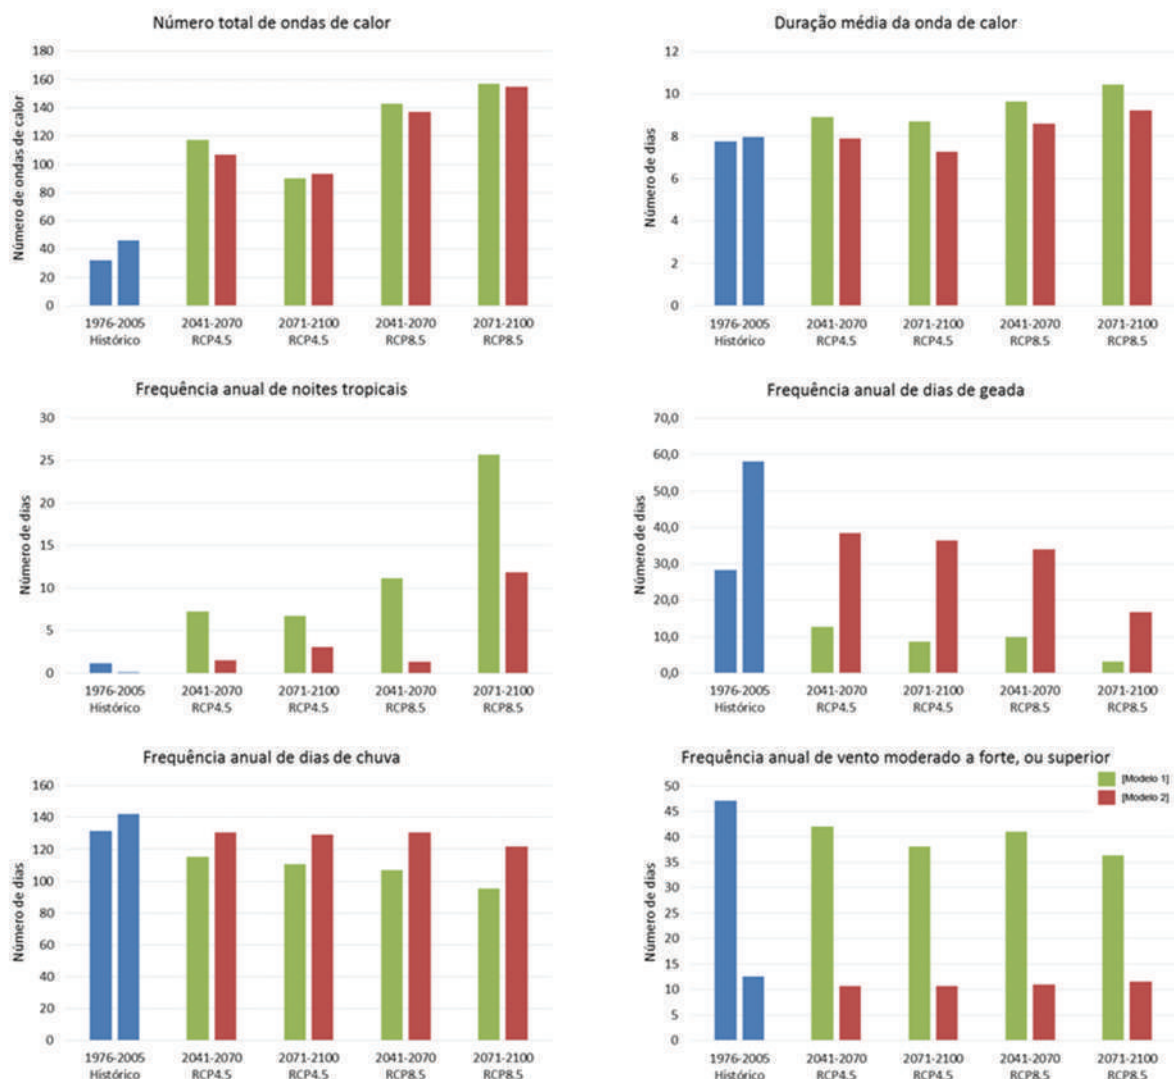 Número total de ondas de calor
Número de ondas de calor
180
160
140
120
100
80
60
40
20
0
1976-2005 2041-2070 2071-2100 2041-2070 2071-2100
Histórico RCP4.5 RCP4.5 RCP8.5 RCP8.5
Duração média da onda de calor
Número de dias
12
10
8
6
4
2
0
1976-2005 2041-2070 2071-2100 2041-2070 2071-2100
Histórico RCP4.5 RCP4.5 RCP8.5 RCP8.5
Frequência anual de noites tropicais
Número de dias
30
25
20
15
10
5
0
1976-2005 2041-2070 2071-2100 2041-2070 2071-2100
Histórico RCP4.5 RCP4.5 RCP8.5 RCP8.5
Frequência anual de dias de geada
Número de dias
70,0
60,0
50,0
40,0
30,0
20,0
10,0
0,0
1976-2005 2041-2070 2071-2100 2041-2070 2071-2100
Histórico RCP4.5 RCP4.5 RCP8.5 RCP8.5
Frequência anual de dias de chuva
Número de dias
160
140
120
100
80
60
40
20
0
1976-2005 2041-2070 2071-2100 2041-2070 2071-2100
Histórico RCP4.5 RCP4.5 RCP8.5 RCP8.5
Frequência anual de vento moderado a forte, ou superior
[Modelo 1]
[Modelo 2]
Número de dias
50
45
40
35
30
25
20
15
10
5
0
1976-2005 2041-2070 2071-2100 2041-2070 2071-2100
Histórico RCP4.5 RCP4.5 RCP8.5 RCP8.5